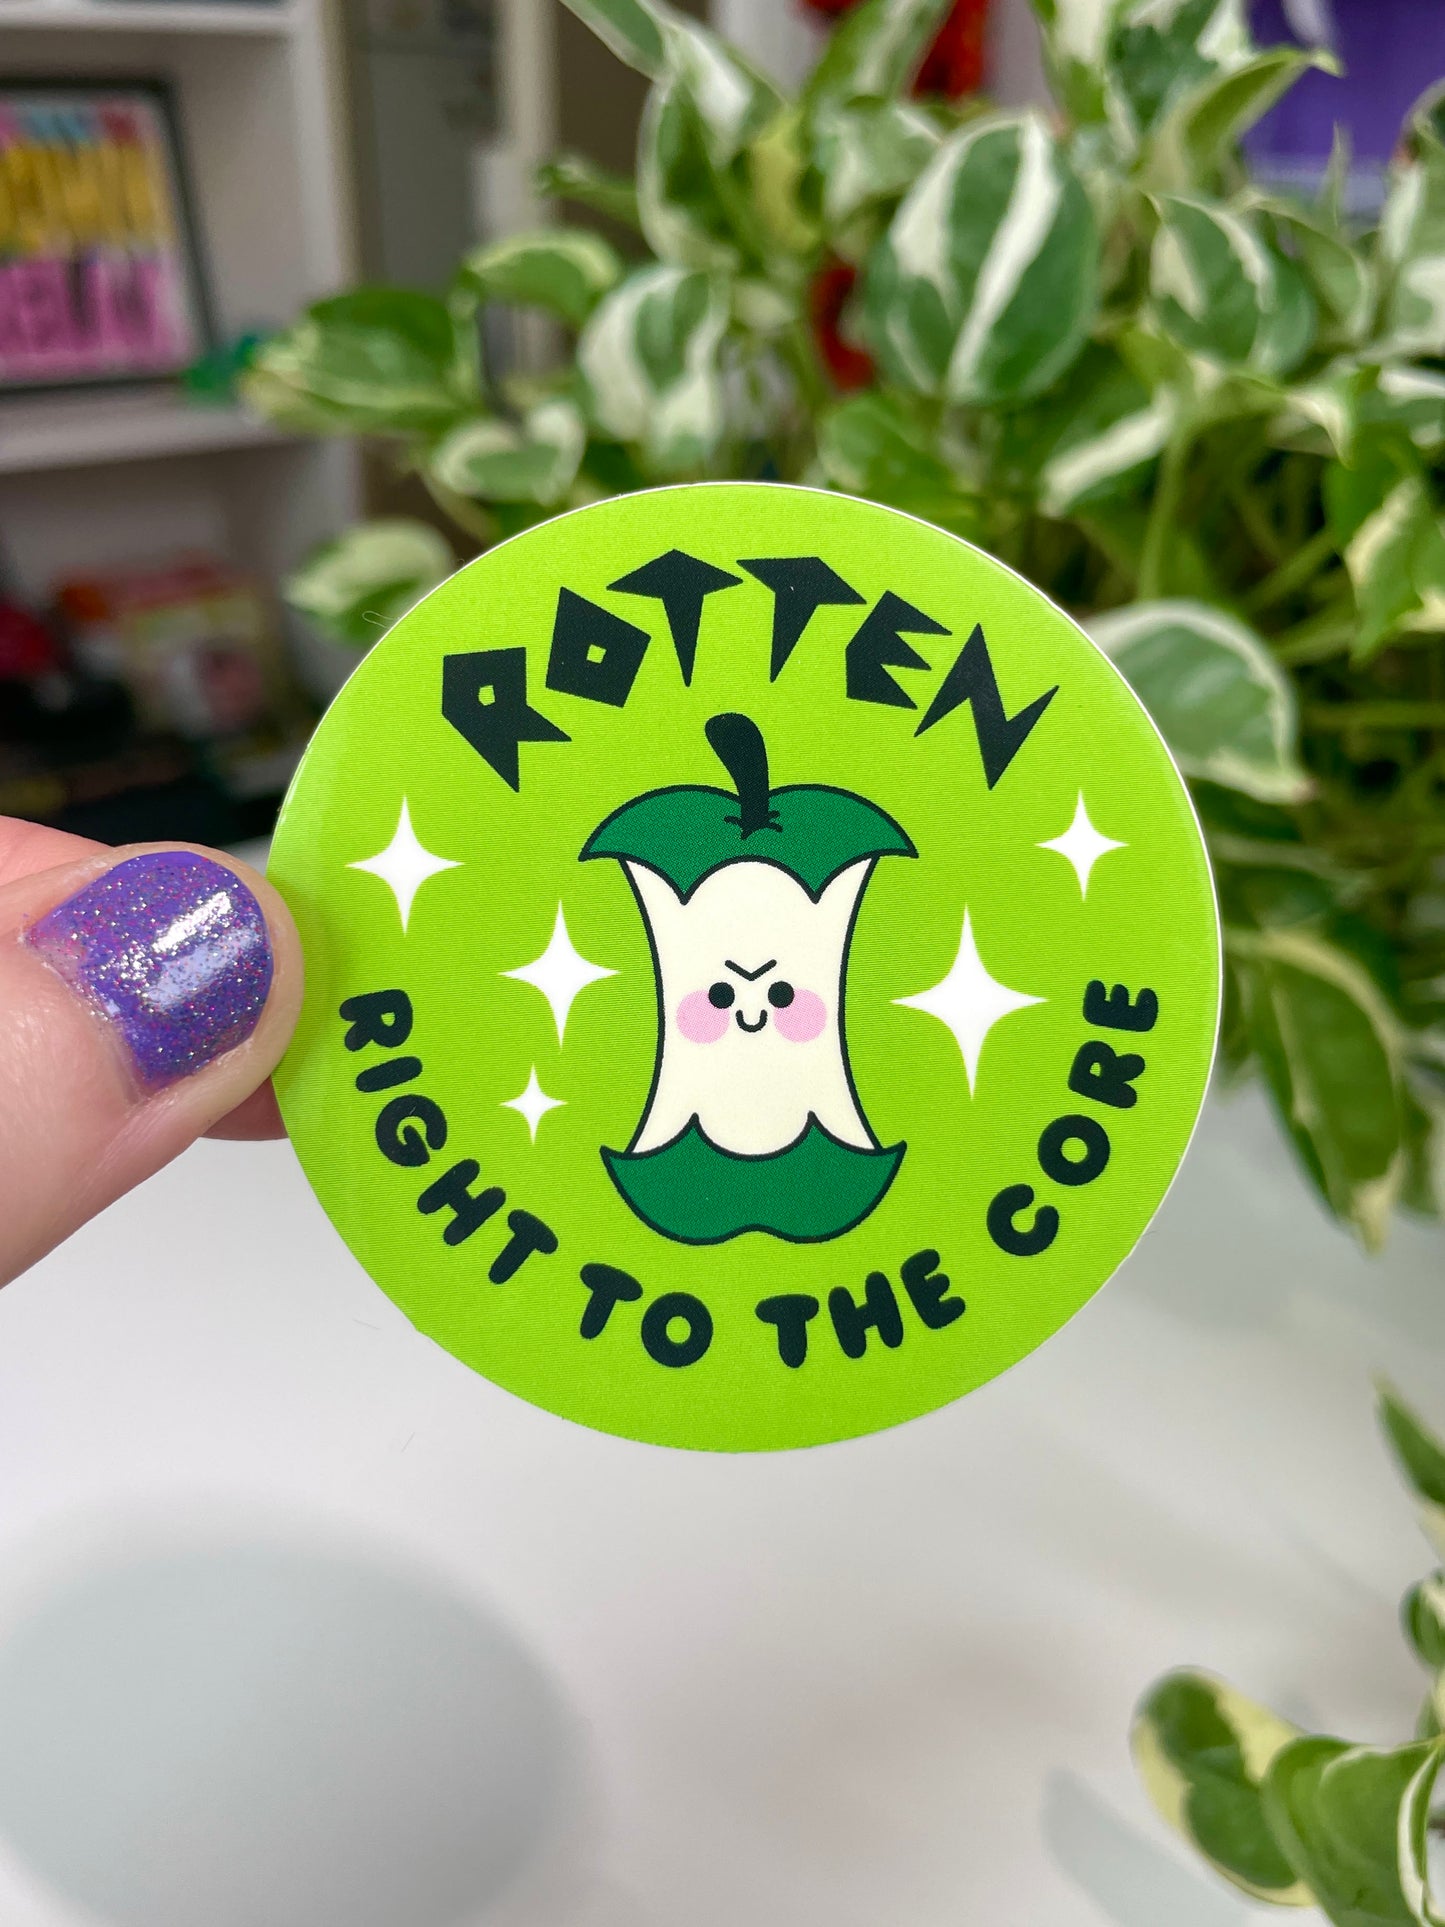 ROTTEN
RIGHT TO THE CORE